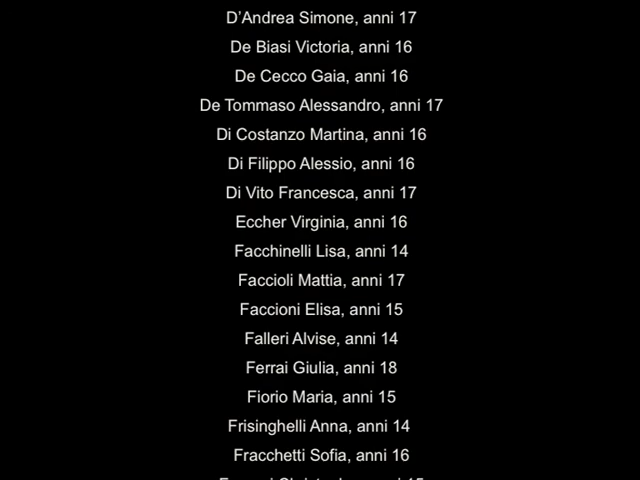 D’Andrea Simone, anni 17
De Biasi Victoria, anni 16
De Cecco Gaia, anni 16
De Tommaso Alessandro, anni 17
Di Costanzo Martina, anni 16
Di Filippo Alessio, anni 16
Di Vito Francesca, anni 17
Eccher Virginia, anni 16
Facchinelli Lisa, anni 14
Faccioli Mattia, anni 17
Faccioni Elisa, anni 15
Falleri Alvise, anni 14
Ferrai Giulia, anni 18
Fiorio Maria, anni 15
Frisinghelli Anna, anni 14
Fracchetti Sofia, anni 16